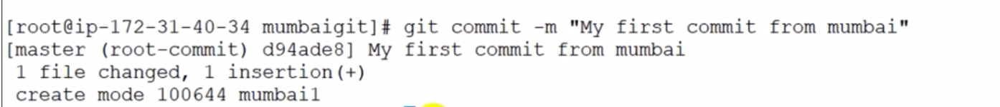 [root@ip-172-31-40-34 mumbaigit]# git commit -m "My first commit from mumbai"
[master (root-commit) d94ade8] My first commit from mumbai
1 file changed, 1 insertion(+)
create mode 100644 mumbai1